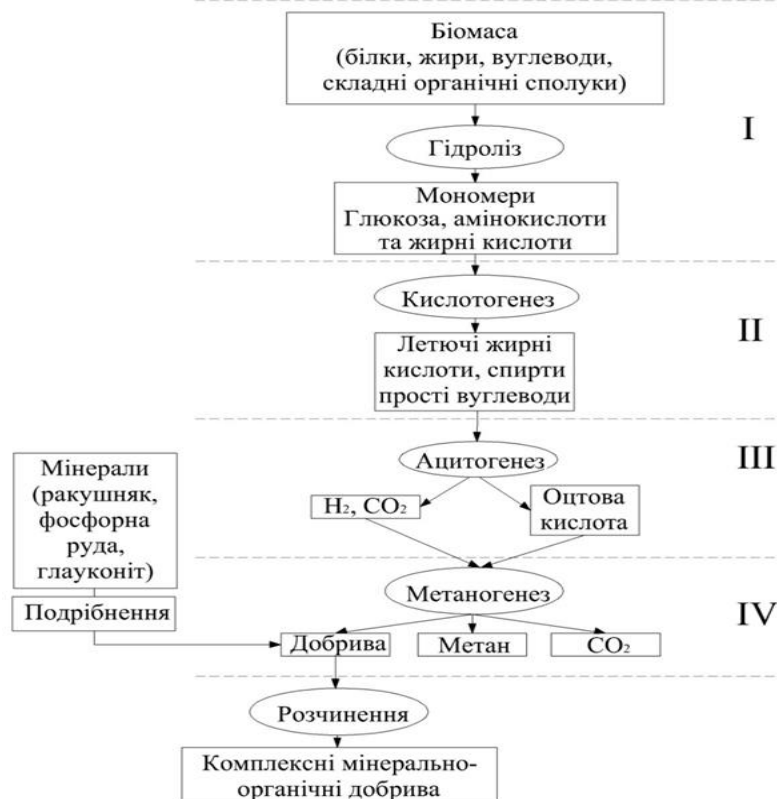 Біомаса
(білки, жири, вуглеводи,
складні органічні сполуки)
I
Гідроліз
Мономери
Глюкоза, амінокислоти
та жирні кислоти
Кислотогенез
II
Летючі жирні
кислоти, спирти
прості вуглеводи
Ацитогенез
III
Мінерали
(ракушняк,
фосфорна
руда,
глауконіт)
H₂, CO₂
Оцтова
кислота
Метаногенез
IV
Подрібнення
Добрива
Метан
CO₂
Розчинення
Комплексні мінерально-
органічні добрива